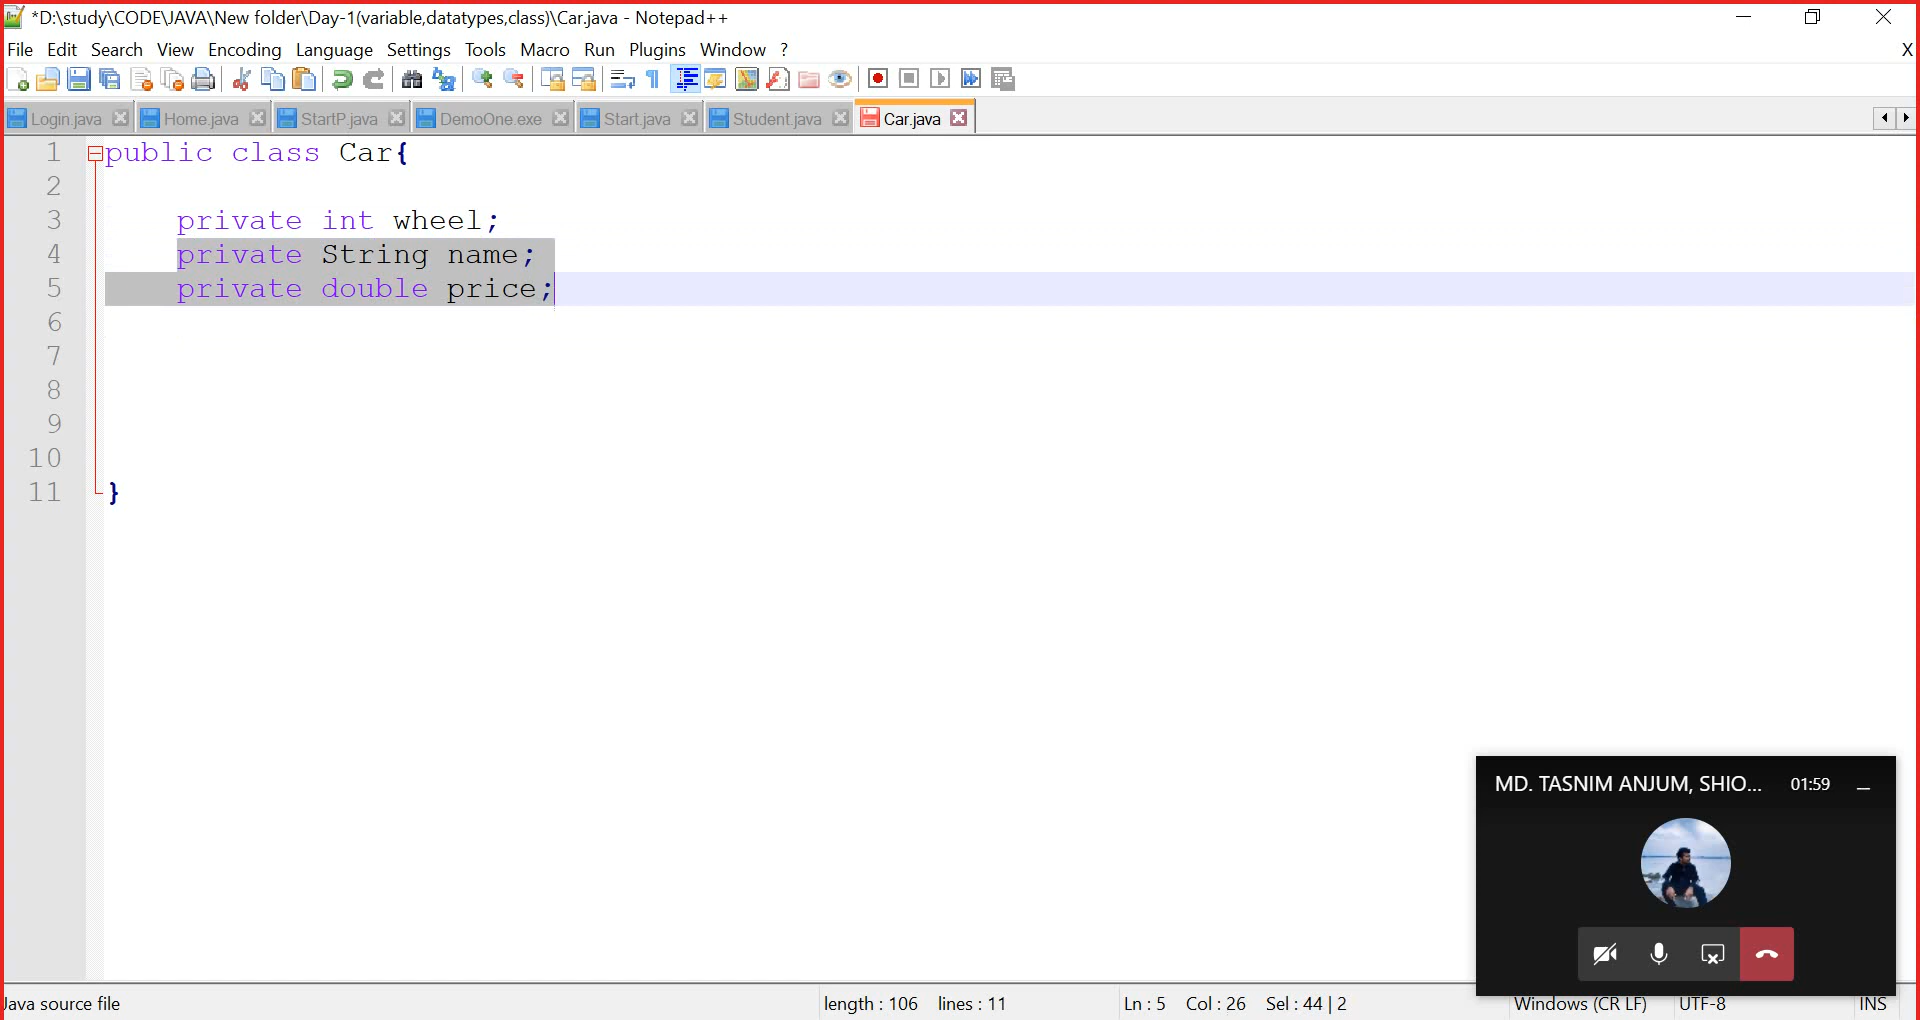 *D:\study\CODE\JAVA\New folder\Day-1(variable,datatypes,class)\Car.java - Notepad++
File Edit Search View Encoding Language Settings Tools Macro Run Plugins Window ? X
Login.java Home.java StartP.java DemoOne.exe Start.java Student.java Car.java
1 public class Car{
2
3 private int wheel;
4 private String name;
5 private double price;
6
7
8
9
10
11 }
MD. TASNIM ANJUM, SHIO... 01:59
Java source file length : 106 lines : 11 Ln : 5 Col : 26 Sel : 44 | 2 Windows (CR LF) UTF-8 INS